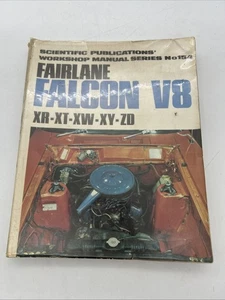 SCIENTIFIC PUBLICATIONS'
WORKSHOP MANUAL SERIES No 154
FAIRLANE
FALCON V8
XR-XT-XW-XY-ZD